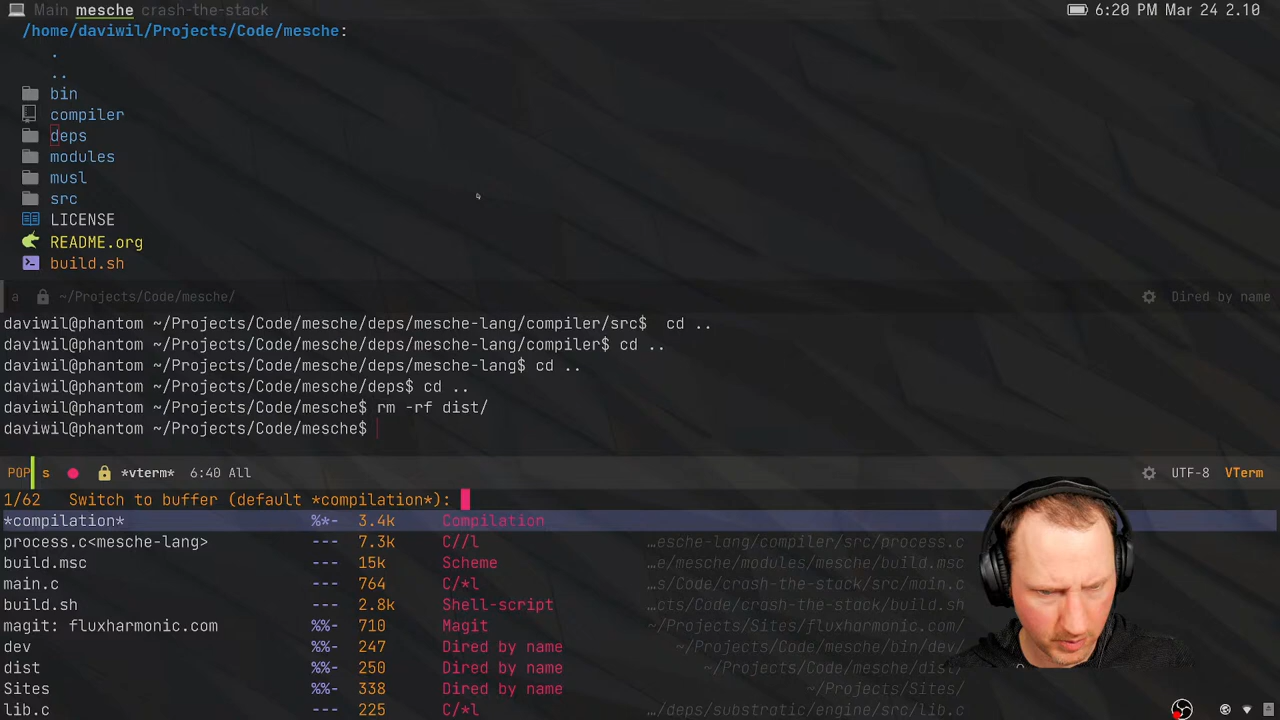 Main mesche crash-the-stack 6:20 PM Mar 24 2.10
/home/daviwil/Projects/Code/mesche:
.
..
bin
compiler
deps
modules
musl
src
LICENSE
README.org
build.sh
a ~/Projects/Code/mesche/ Dired by name
daviwil@phantom ~/Projects/Code/mesche/deps/mesche-lang/compiler/src$  cd ..
daviwil@phantom ~/Projects/Code/mesche/deps/mesche-lang/compiler$ cd ..
daviwil@phantom ~/Projects/Code/mesche/deps/mesche-lang$ cd ..
daviwil@phantom ~/Projects/Code/mesche/deps$ cd ..
daviwil@phantom ~/Projects/Code/mesche$ rm -rf dist/
daviwil@phantom ~/Projects/Code/mesche$
POP s *vterm* 6:40 All UTF-8 VTerm
1/62 Switch to buffer (default *compilation*):
*compilation* %*- 3.4k Compilation
process.c<mesche-lang> --- 7.3k C//l …esche-lang/compiler/src/process.c
build.msc --- 15k Scheme …e/mesche/modules/mesche/build.msc
main.c --- 764 C/*l …s/Code/crash-the-stack/src/main.c
build.sh --- 2.8k Shell-script …cts/Code/crash-the-stack/build.sh
magit: fluxharmonic.com %%- 710 Magit ~/Projects/Sites/fluxharmonic.com/
dev %%- 247 Dired by name ~/Projects/Code/mesche/bin/dev/
dist %%- 250 Dired by name ~/Projects/Code/mesche/dist/
Sites %%- 338 Dired by name ~/Projects/Sites/
lib.c --- 225 C/*l …/deps/substratic/engine/src/lib.c